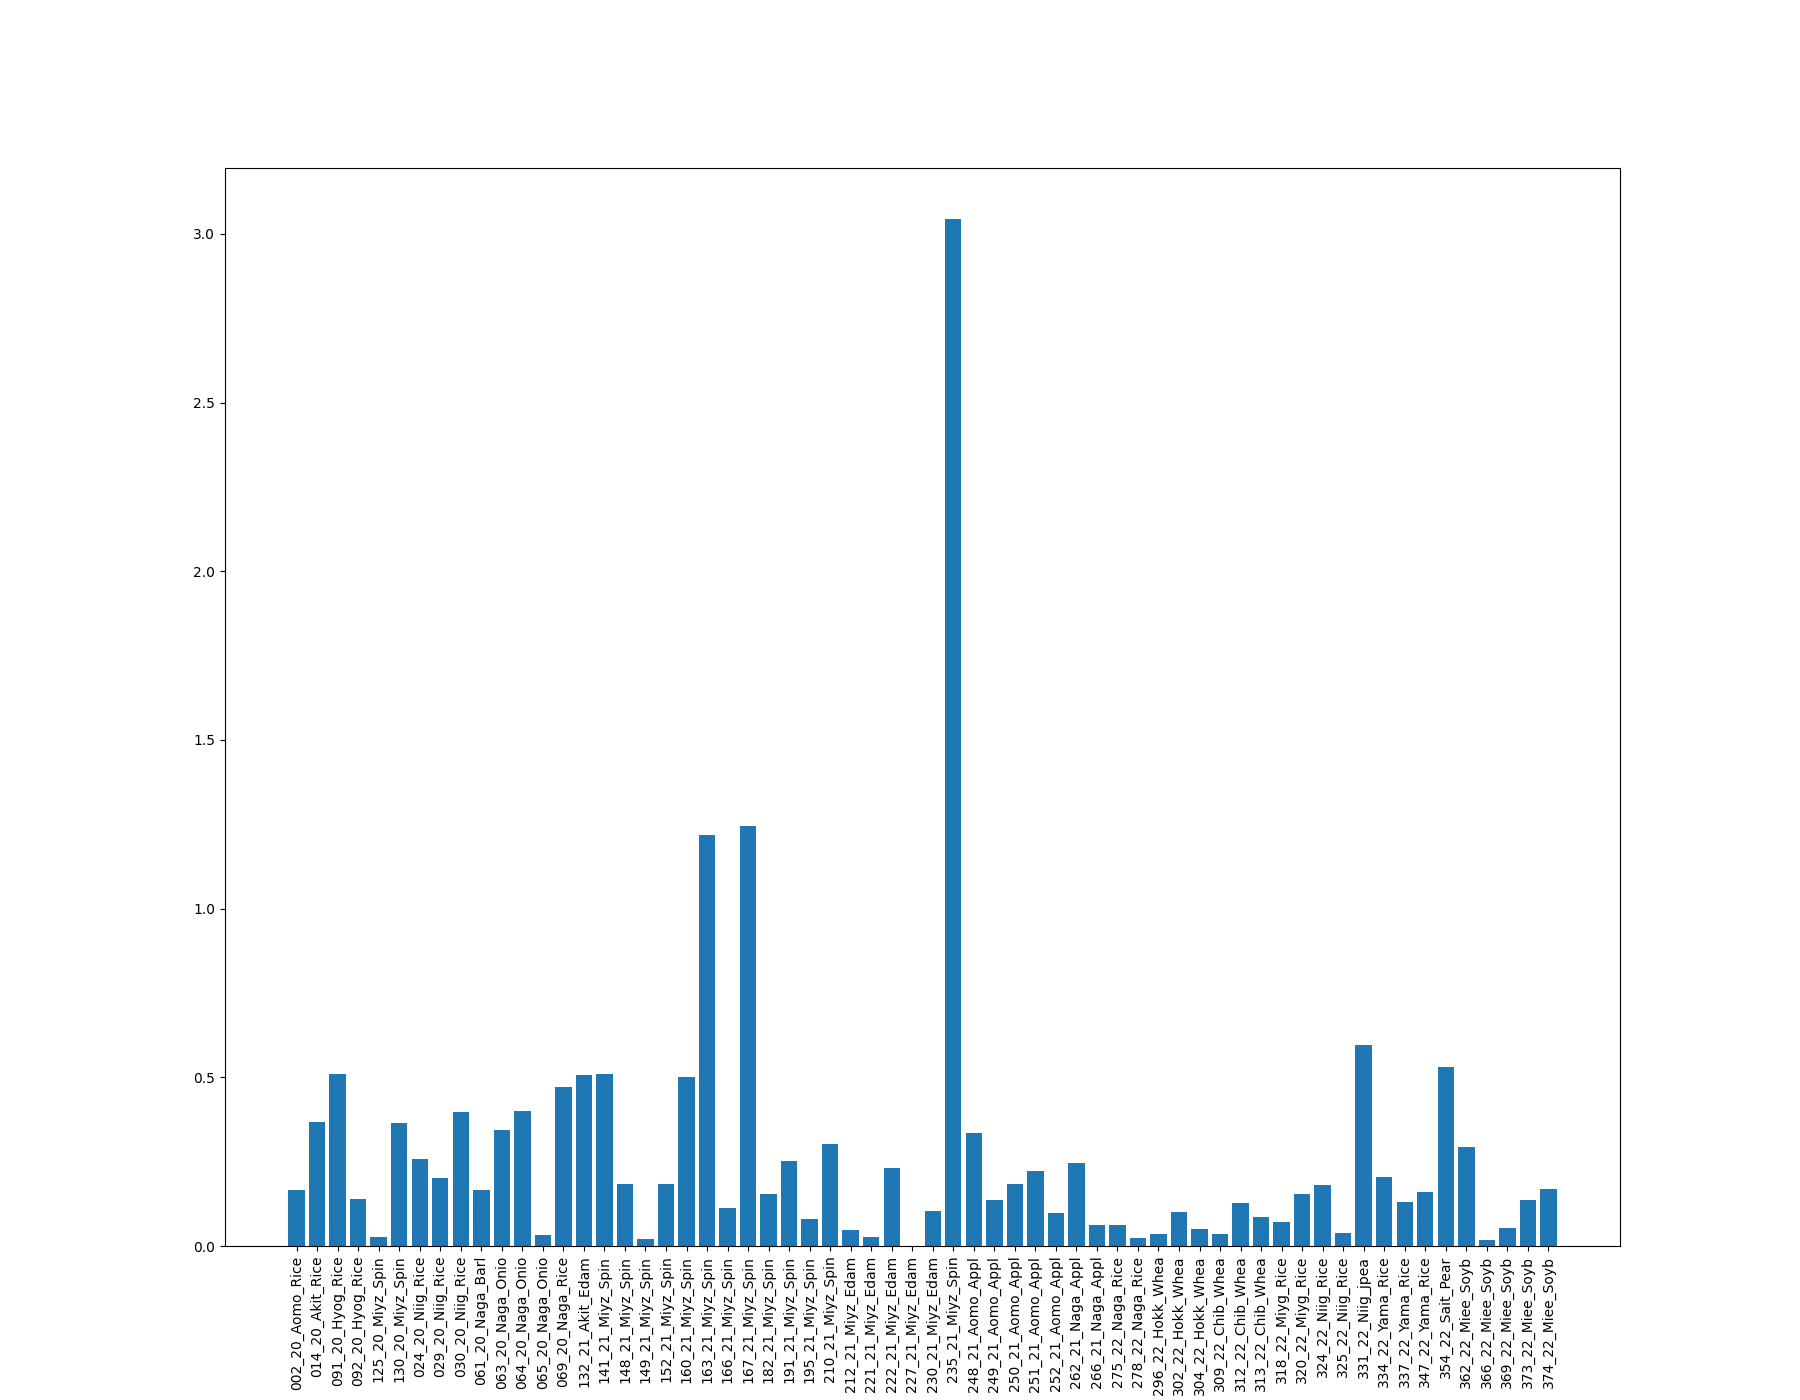 3.0
2.5
2.0
1.5
1.0
0.5
0.0
002_20_Aomo_Rice
014_20_Akit_Rice
091_20_Hyog_Rice
092_20_Hyog_Rice
125_20_Miyz_Spin
130_20_Miyz_Spin
024_20_Niig_Rice
029_20_Niig_Rice
030_20_Niig_Rice
061_20_Naga_Barl
063_20_Naga_Onio
064_20_Naga_Onio
065_20_Naga_Onio
069_20_Naga_Rice
132_21_Akit_Edam
141_21_Miyz_Spin
148_21_Miyz_Spin
149_21_Miyz_Spin
152_21_Miyz_Spin
160_21_Miyz_Spin
163_21_Miyz_Spin
166_21_Miyz_Spin
167_21_Miyz_Spin
182_21_Miyz_Spin
191_21_Miyz_Spin
195_21_Miyz_Spin
210_21_Miyz_Spin
212_21_Miyz_Edam
221_21_Miyz_Edam
222_21_Miyz_Edam
227_21_Miyz_Edam
230_21_Miyz_Edam
235_21_Miyz_Spin
248_21_Aomo_Appl
249_21_Aomo_Appl
250_21_Aomo_Appl
251_21_Aomo_Appl
252_21_Aomo_Appl
262_21_Naga_Appl
266_21_Naga_Appl
275_22_Naga_Rice
278_22_Naga_Rice
296_22_Hokk_Whea
302_22_Hokk_Whea
304_22_Hokk_Whea
309_22_Chib_Whea
312_22_Chib_Whea
313_22_Chib_Whea
318_22_Miyg_Rice
320_22_Miyg_Rice
324_22_Niig_Rice
325_22_Niig_Rice
331_22_Niig_jpea
334_22_Yama_Rice
337_22_Yama_Rice
347_22_Yama_Rice
354_22_Sait_Pear
362_22_Miee_Soyb
366_22_Miee_Soyb
369_22_Miee_Soyb
373_22_Miee_Soyb
374_22_Miee_Soyb